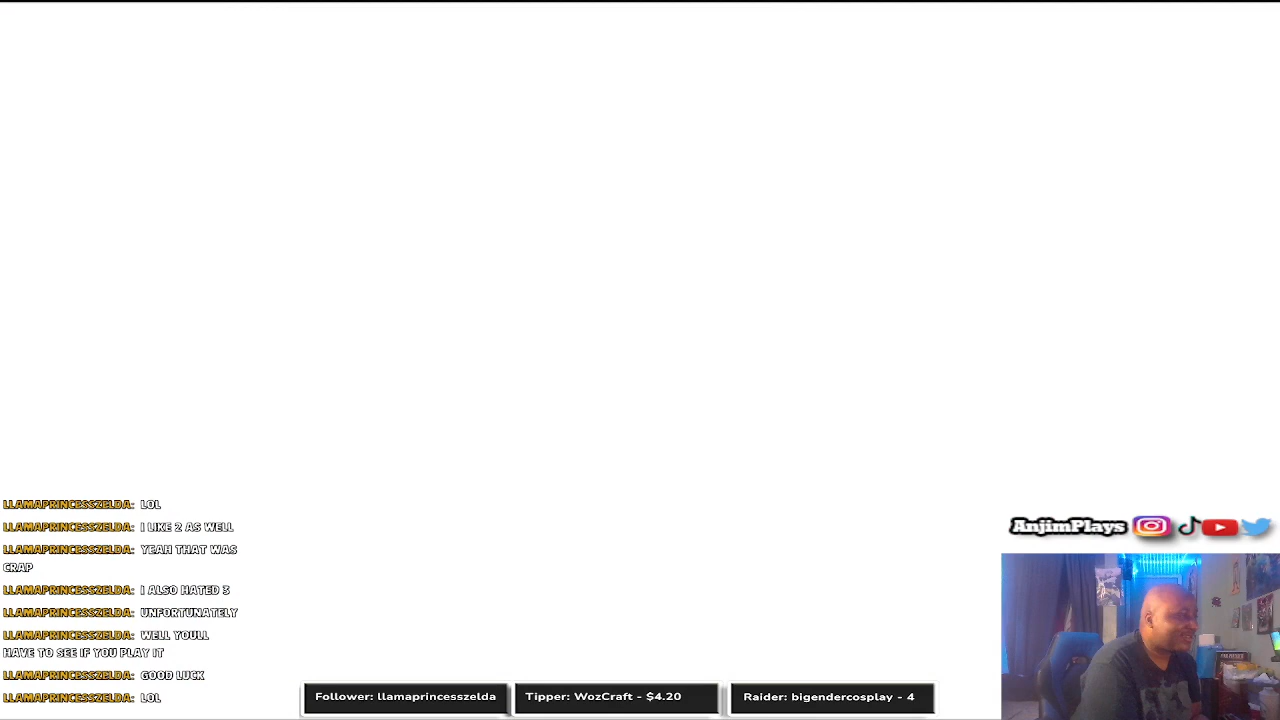 LLAMAPRINCESSZELDA: LOL
LLAMAPRINCESSZELDA: I LIKE 2 AS WELL
LLAMAPRINCESSZELDA: YEAH THAT WAS
CRAP
LLAMAPRINCESSZELDA: I ALSO HATED 3
LLAMAPRINCESSZELDA: UNFORTUNATELY
LLAMAPRINCESSZELDA: WELL YOULL
HAVE TO SEE IF YOU PLAY IT
LLAMAPRINCESSZELDA: GOOD LUCK
LLAMAPRINCESSZELDA: LOL
AnjimPlays
Follower: llamaprincesszelda
Tipper: WozCraft - $4.20
Raider: bigendercosplay - 4